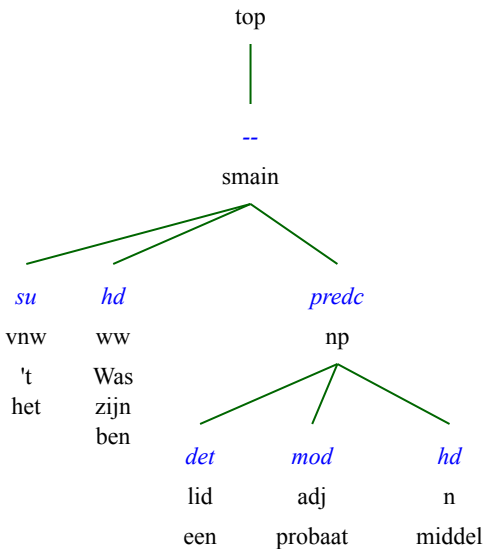 top
--
smain
su hd predc
vnw ww np
't Was
het zijn
ben
det mod hd
lid adj n
een probaat middel